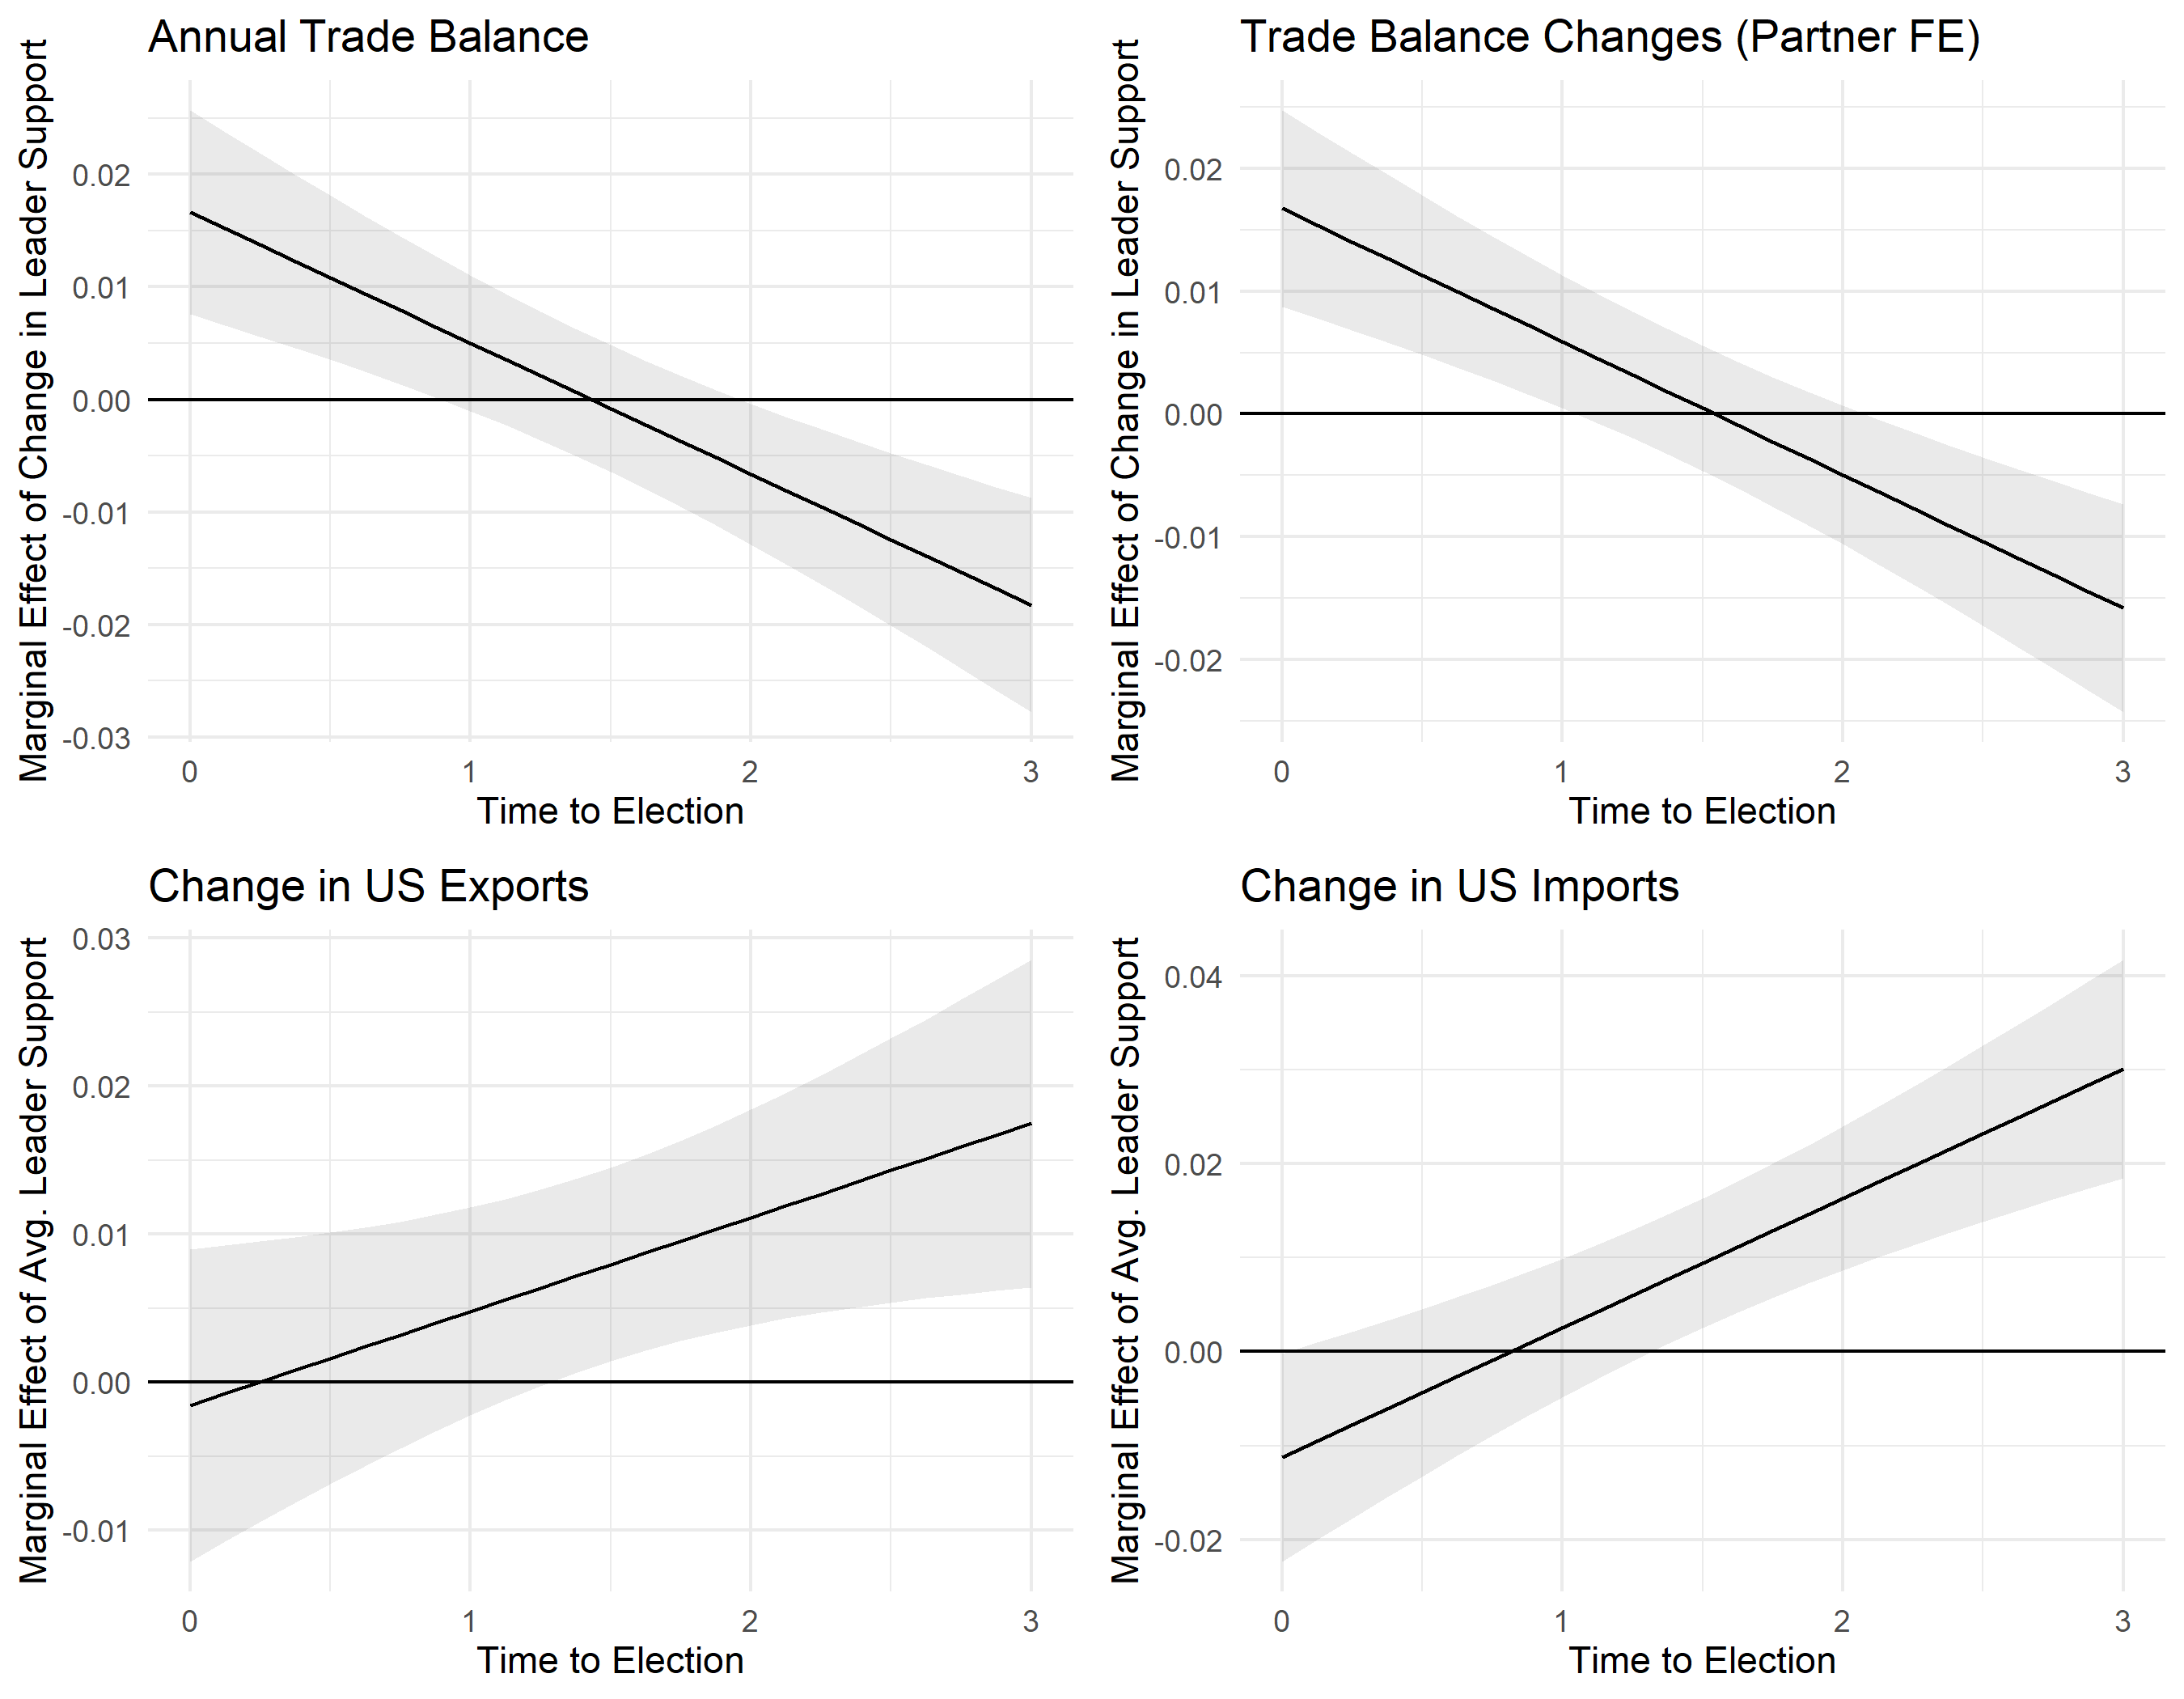 Annual Trade Balance
Marginal Effect of Change in Leader Support
0.02
0.01
0.00
-0.01
-0.02
-0.03
0 1 2 3
Time to Election
Trade Balance Changes (Partner FE)
Marginal Effect of Change in Leader Support
0.02
0.01
0.00
-0.01
-0.02
0 1 2 3
Time to Election
Change in US Exports
Marginal Effect of Avg. Leader Support
0.03
0.02
0.01
0.00
-0.01
0 1 2 3
Time to Election
Change in US Imports
Marginal Effect of Avg. Leader Support
0.04
0.02
0.00
-0.02
0 1 2 3
Time to Election